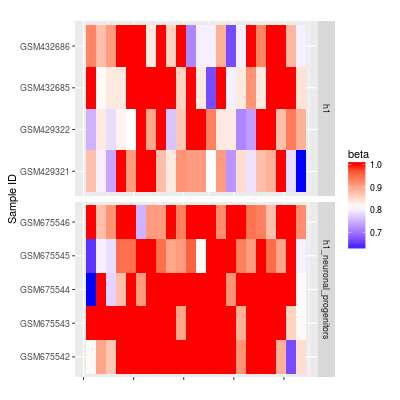 GSM432686
GSM432685
GSM429322
GSM429321
h1
GSM675546
GSM675545
GSM675544
GSM675543
GSM675542
h1_neuronal_progenitors
Sample ID
beta
1.0
0.9
0.8
0.7